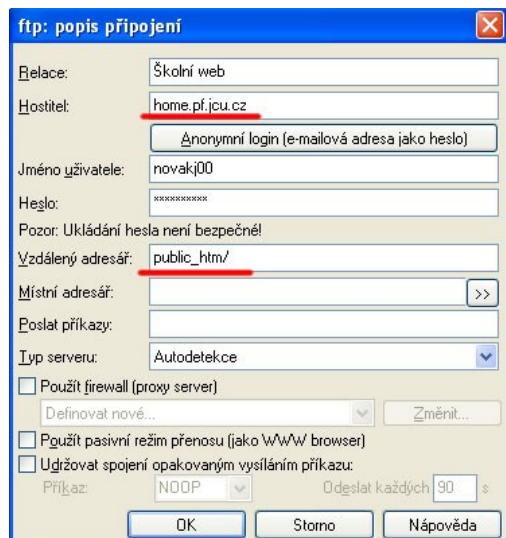 ftp: popis připojení
Relace: Školní web
Hostitel: home.pf.jcu.cz
Anonymní login (e-mailová adresa jako heslo)
Jméno uživatele: novakj00
Heslo: **********
Pozor: Ukládání hesla není bezpečné!
Vzdálený adresář: public_htm/
Místní adresář: >>
Poslat příkazy:
Typ serveru: Autodetekce
Použít firewall (proxy server)
Definovat nové... Změnit...
Použít pasivní režim přenosu (jako WWW browser)
Udržovat spojení opakovaným vysíláním příkazu:
Příkaz: NOOP Odeslat každých 90 s
OK Storno Nápověda